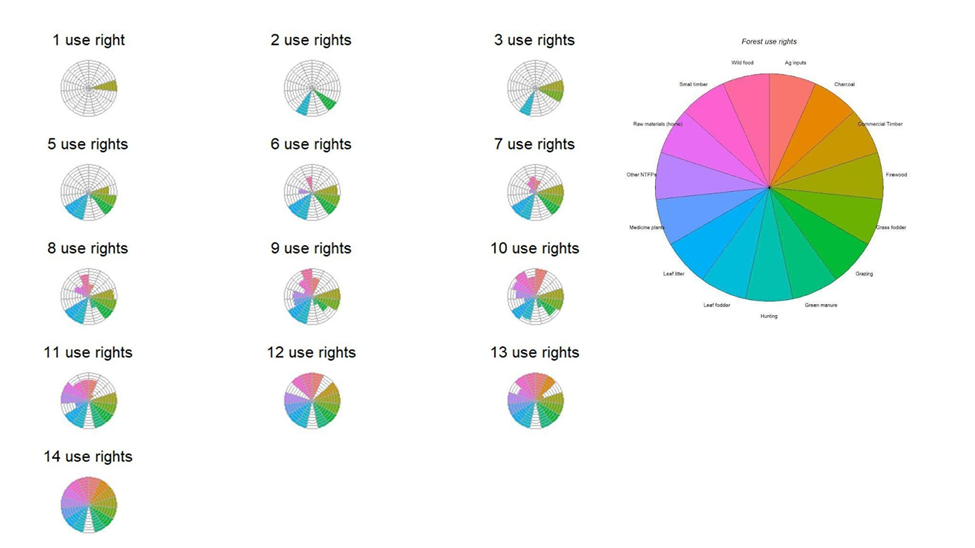 1 use right
2 use rights
3 use rights
5 use rights
6 use rights
7 use rights
8 use rights
9 use rights
10 use rights
11 use rights
12 use rights
13 use rights
14 use rights
Forest use rights
Wild food
Ag inputs
Small timber
Charcoal
Raw materials (home)
Commercial Timber
Other NTFPs
Firewood
Medicine plants
Grass fodder
Leaf litter
Grazing
Leaf fodder
Green manure
Hunting